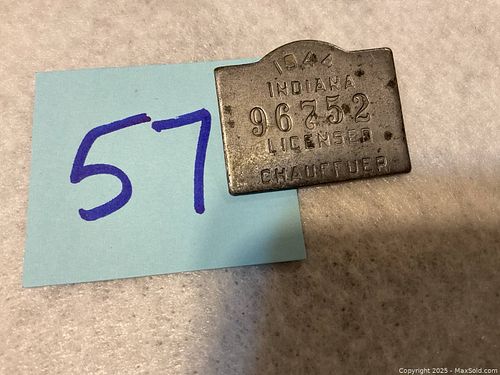 57
1944
INDIANA
96752
LICENSED
CHAUFFUER
Copyright © 2025 - MaxSold.com